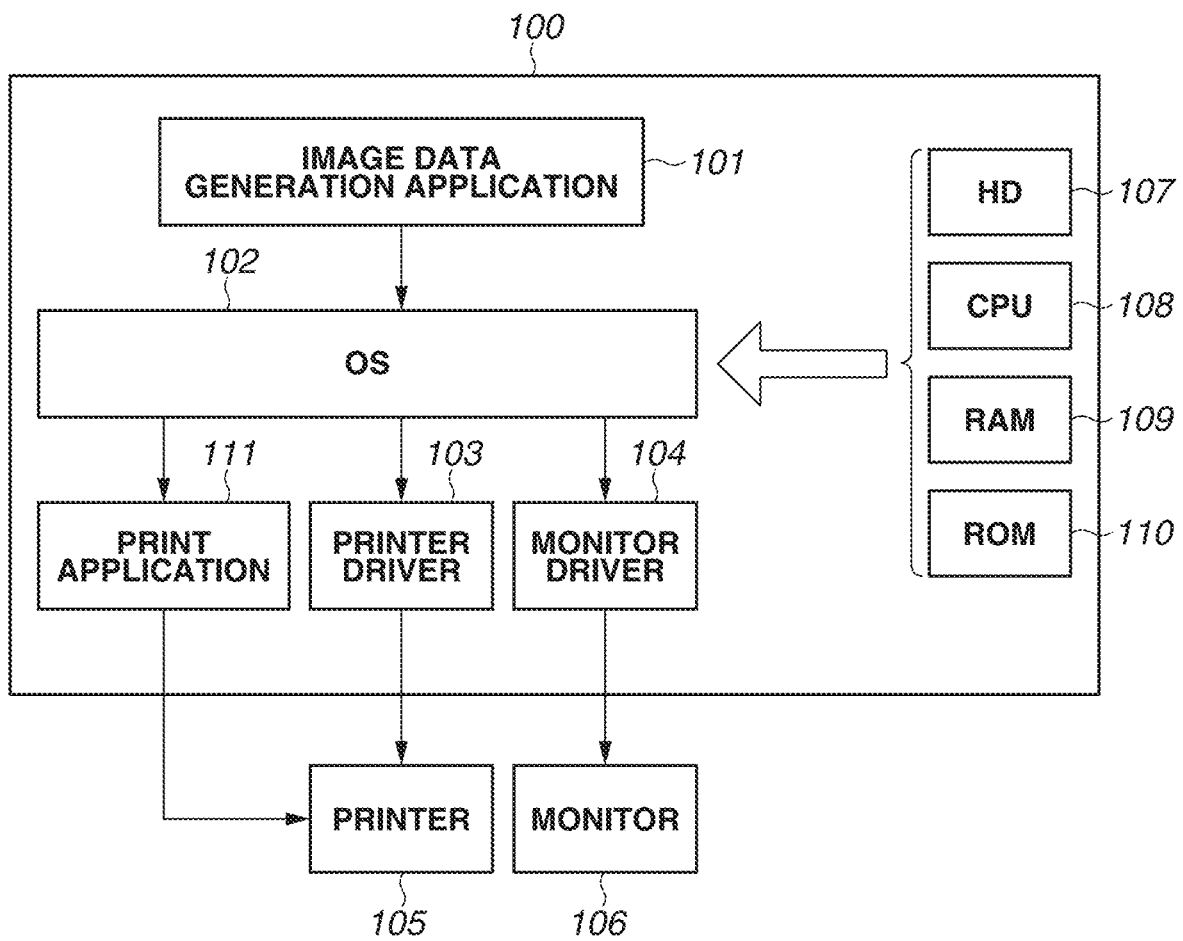 100
IMAGE DATA
GENERATION APPLICATION
101
HD
107
102
CPU
108
OS
RAM
109
111
103
104
ROM
110
PRINT
APPLICATION
PRINTER
DRIVER
MONITOR
DRIVER
PRINTER
MONITOR
105
106